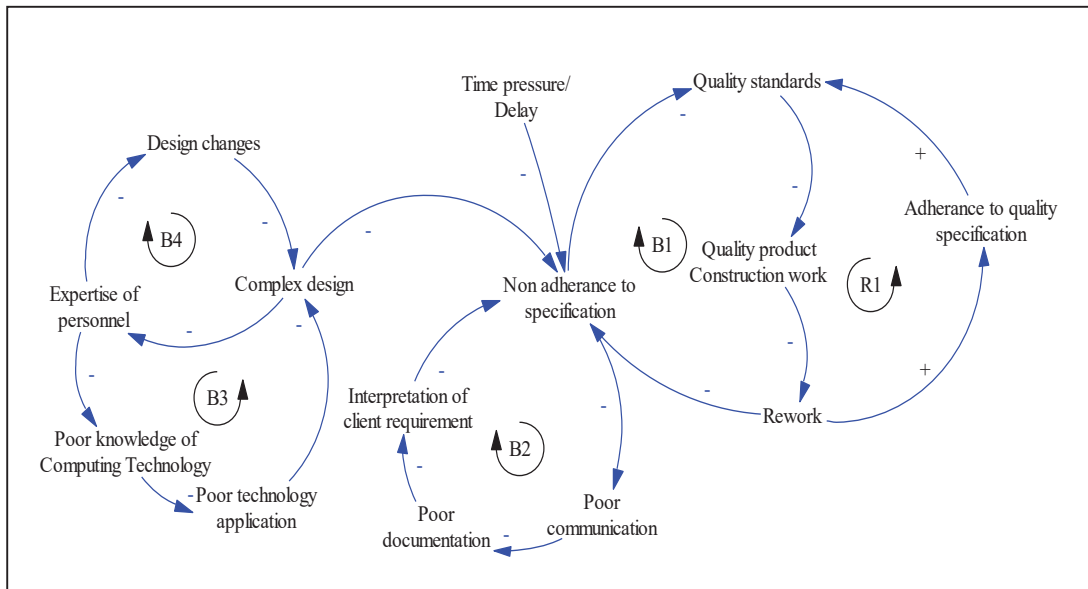 Time pressure/
Delay
Quality standards
-
-
Design changes
-
-
-
-
+
B4
B1
Adherance to quality
specification
Quality product
Construction work
R1
Complex design
Non adherance to
specification
Expertise of
personnel
-
-
-
-
-
-
+
B3
Interpretation of
client requirement
-
Rework
B2
Poor knowledge of
Computing Technology
-
-
Poor technology
application
Poor
documentation
-
Poor
communication